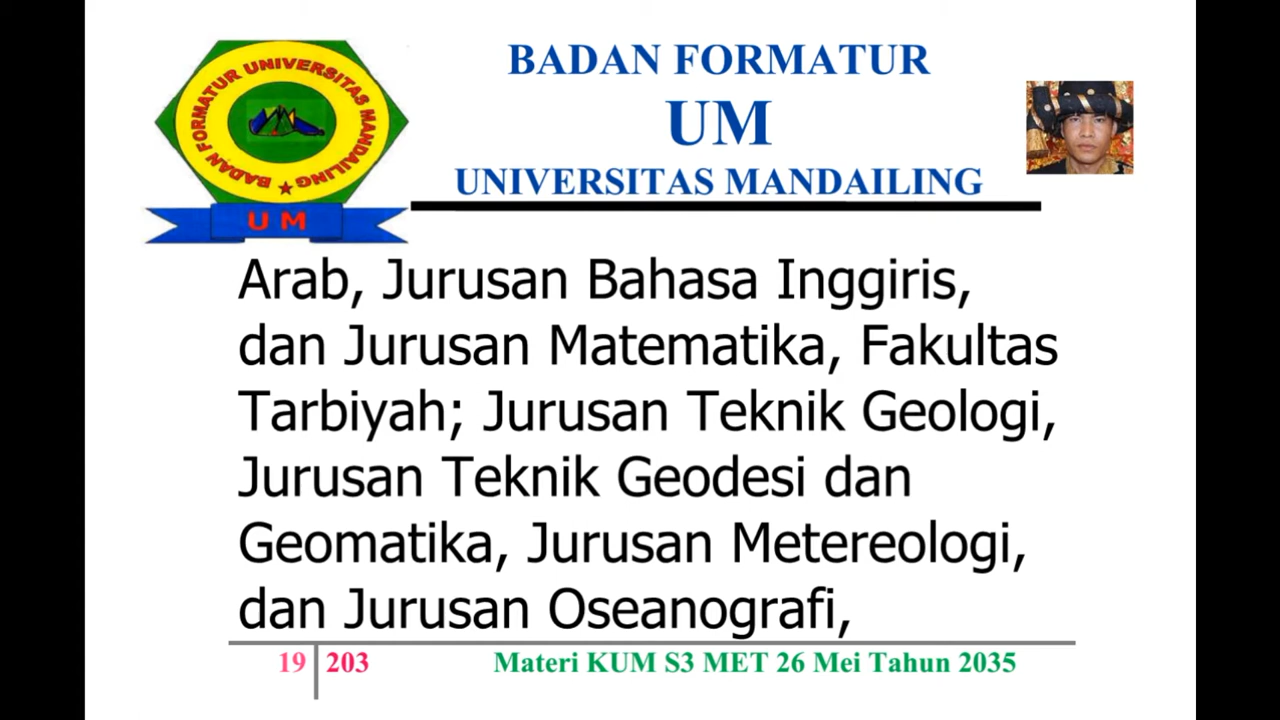 BADAN FORMATUR UNIVERSITAS MANDAILING
UM
BADAN FORMATUR
UM
UNIVERSITAS MANDAILING
Arab, Jurusan Bahasa Inggiris,
dan Jurusan Matematika, Fakultas
Tarbiyah; Jurusan Teknik Geologi,
Jurusan Teknik Geodesi dan
Geomatika, Jurusan Metereologi,
dan Jurusan Oseanografi,
19 203 Materi KUM S3 MET 26 Mei Tahun 2035